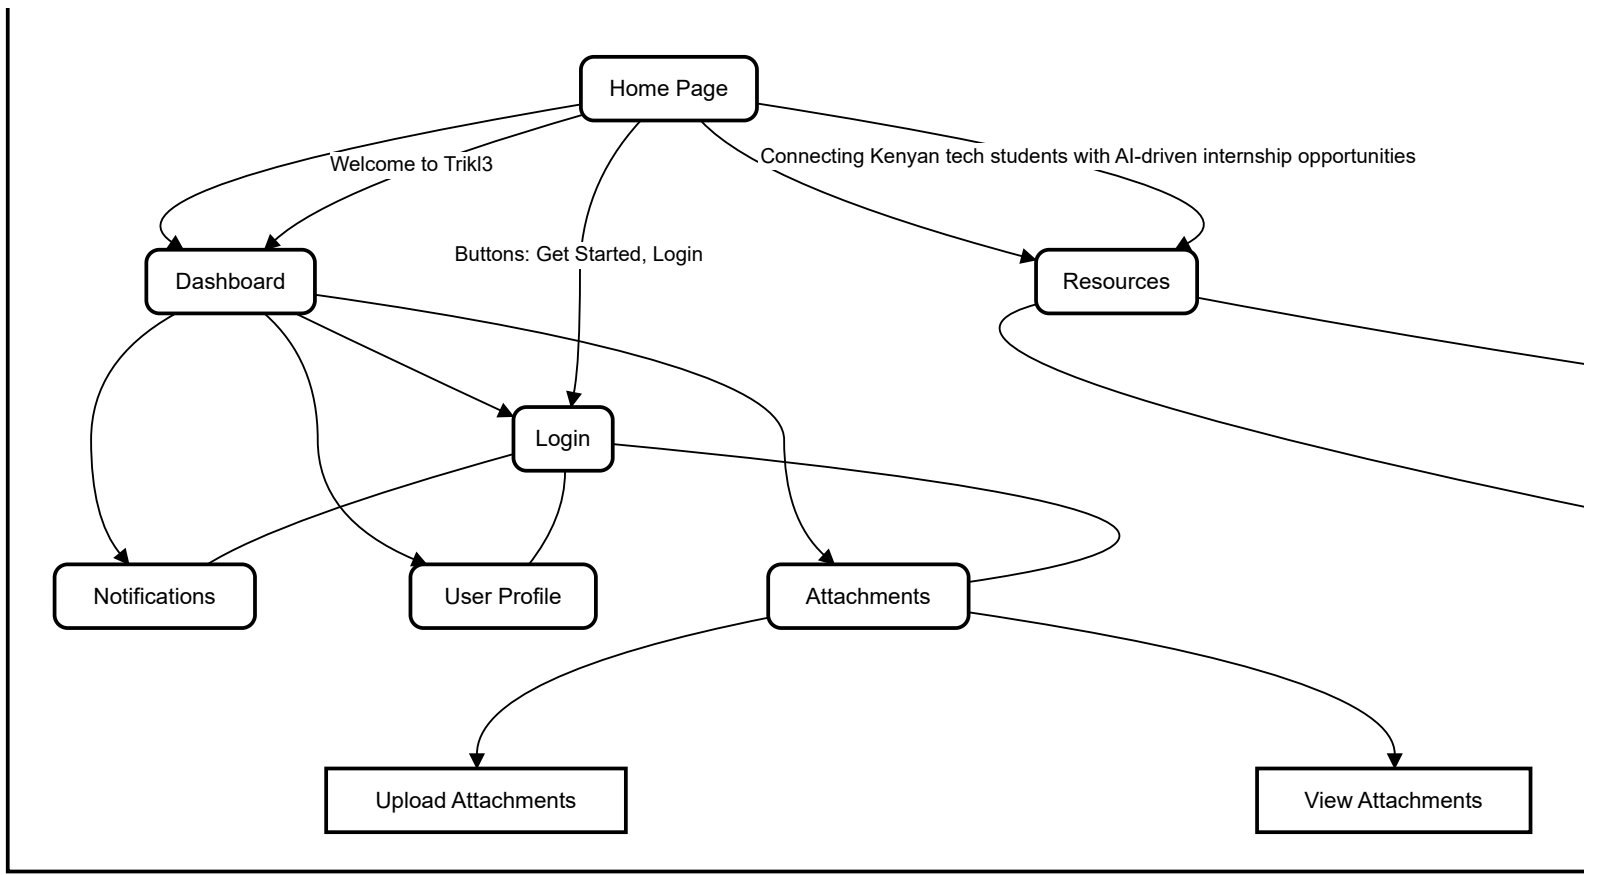 Home Page
Welcome to Trikl3
Connecting Kenyan tech students with AI-driven internship opportunities
Buttons: Get Started, Login
Dashboard
Resources
Login
Notifications
User Profile
Attachments
Upload Attachments
View Attachments